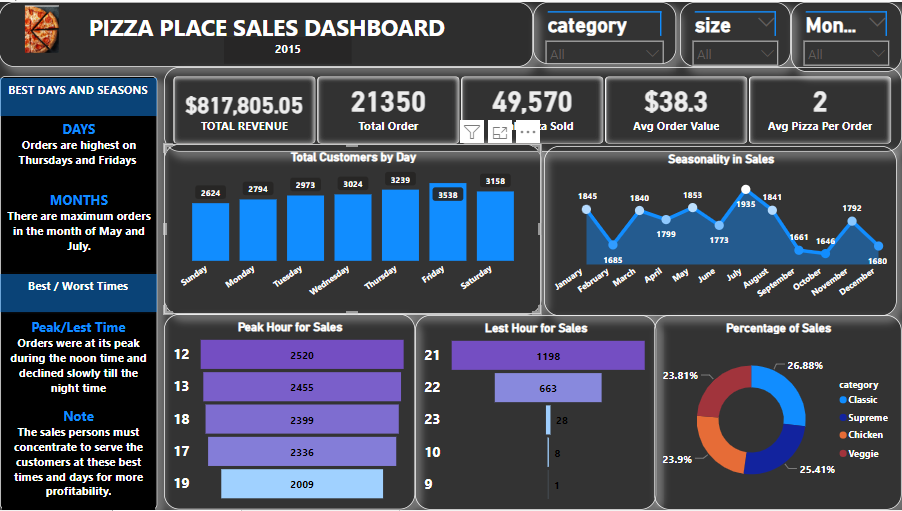 PIZZA PLACE SALES DASHBOARD
2015
category
All
size
All
Mon...
All
BEST DAYS AND SEASONS
DAYS
Orders are highest on
Thursdays and Fridays
MONTHS
There are maximum orders
in the month of May and
July.
Best / Worst Times
Peak/Lest Time
Orders were at its peak
during the noon time and
declined slowly till the
night time
Note
The sales persons must
concentrate to serve the
customers at these best
times and days for more
profitability.
$817,805.05
TOTAL REVENUE
21350
Total Order
49,570
Sold
$38.3
Avg Order Value
2
Avg Pizza Per Order
Total Customers by Day
2624 2794 2973 3024 3239 3538 3158
Sunday Monday Tuesday Wednesday Thursday Friday Saturday
Seasonality in Sales
1845 1685 1840 1799 1853 1773 1935 1841 1661 1646 1792 1680
January February March April May June July August September October November December
Peak Hour for Sales
12 2520
13 2455
18 2399
17 2336
19 2009
Lest Hour for Sales
21 1198
22 663
23 28
10 8
9 1
Percentage of Sales
26.88%
25.41%
23.9%
23.81%
category
Classic
Supreme
Chicken
Veggie